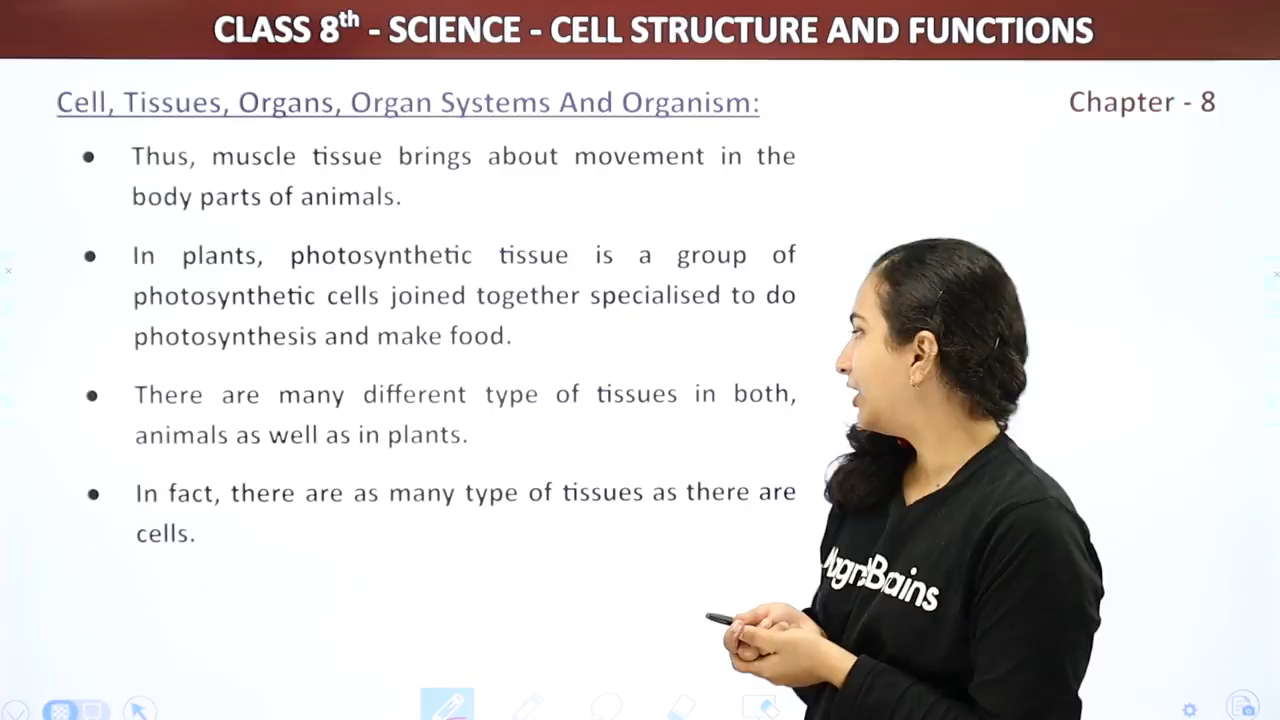 CLASS 8th - SCIENCE - CELL STRUCTURE AND FUNCTIONS
Cell, Tissues, Organs, Organ Systems And Organism:
Chapter - 8
● Thus, muscle tissue brings about movement in the
body parts of animals.
● In plants, photosynthetic tissue is a group of
photosynthetic cells joined together specialised to do
photosynthesis and make food.
● There are many different type of tissues in both,
animals as well as in plants.
● In fact, there are as many type of tissues as there are
cells.
MagnetBrains